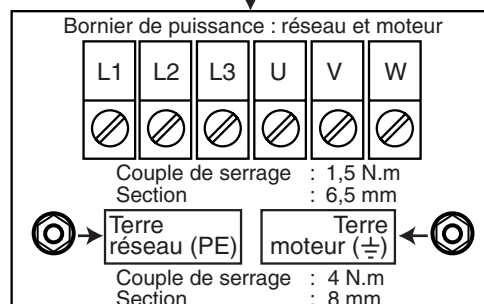 Bornier de puissance : réseau et moteur
L1 L2 L3 U V W
Couple de serrage : 1,5 N.m
Section : 6,5 mm
Terre réseau (PE)
Terre moteur (⏚)
Couple de serrage : 4 N.m
Section : 8 mm